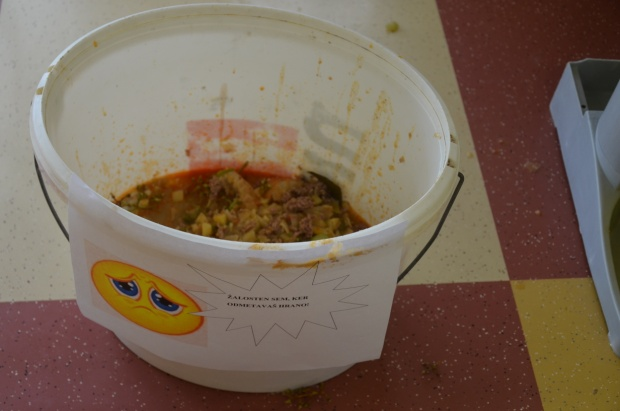 ŽALOSTEN SEM, KER
ODMETAVAŠ HRANO!